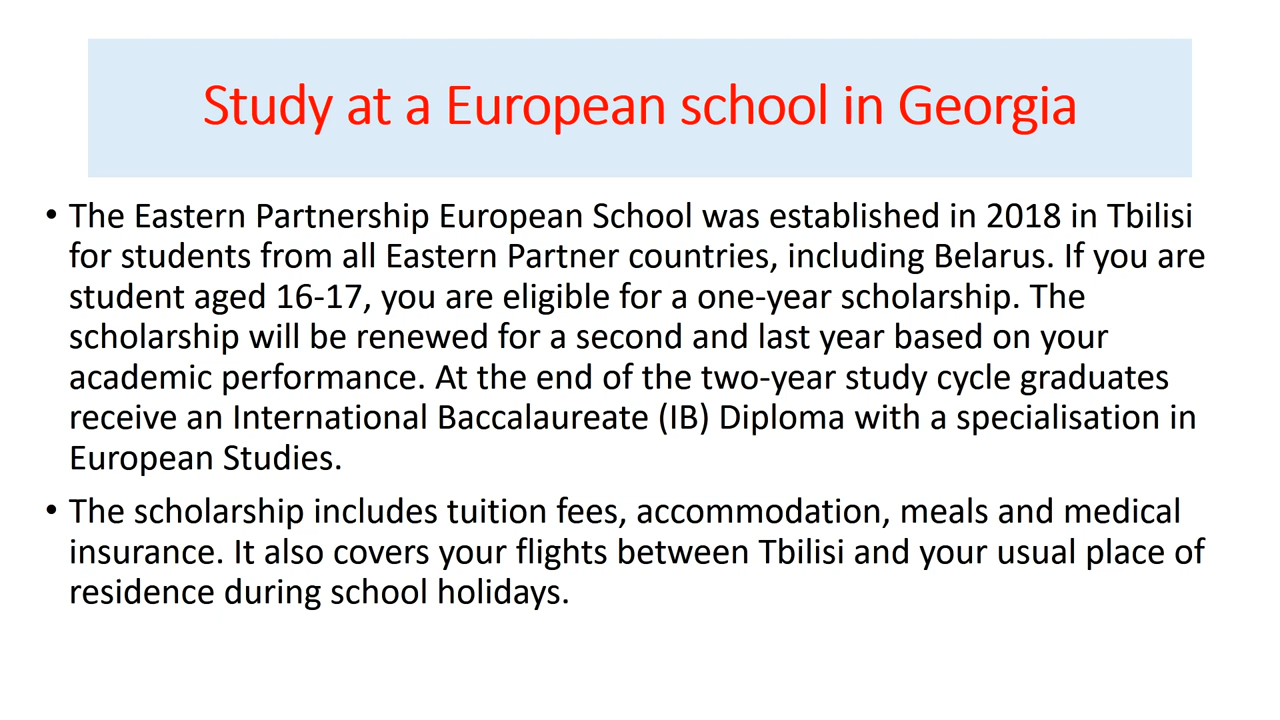 Study at a European school in Georgia
• The Eastern Partnership European School was established in 2018 in Tbilisi
for students from all Eastern Partner countries, including Belarus. If you are
student aged 16-17, you are eligible for a one-year scholarship. The
scholarship will be renewed for a second and last year based on your
academic performance. At the end of the two-year study cycle graduates
receive an International Baccalaureate (IB) Diploma with a specialisation in
European Studies.
• The scholarship includes tuition fees, accommodation, meals and medical
insurance. It also covers your flights between Tbilisi and your usual place of
residence during school holidays.